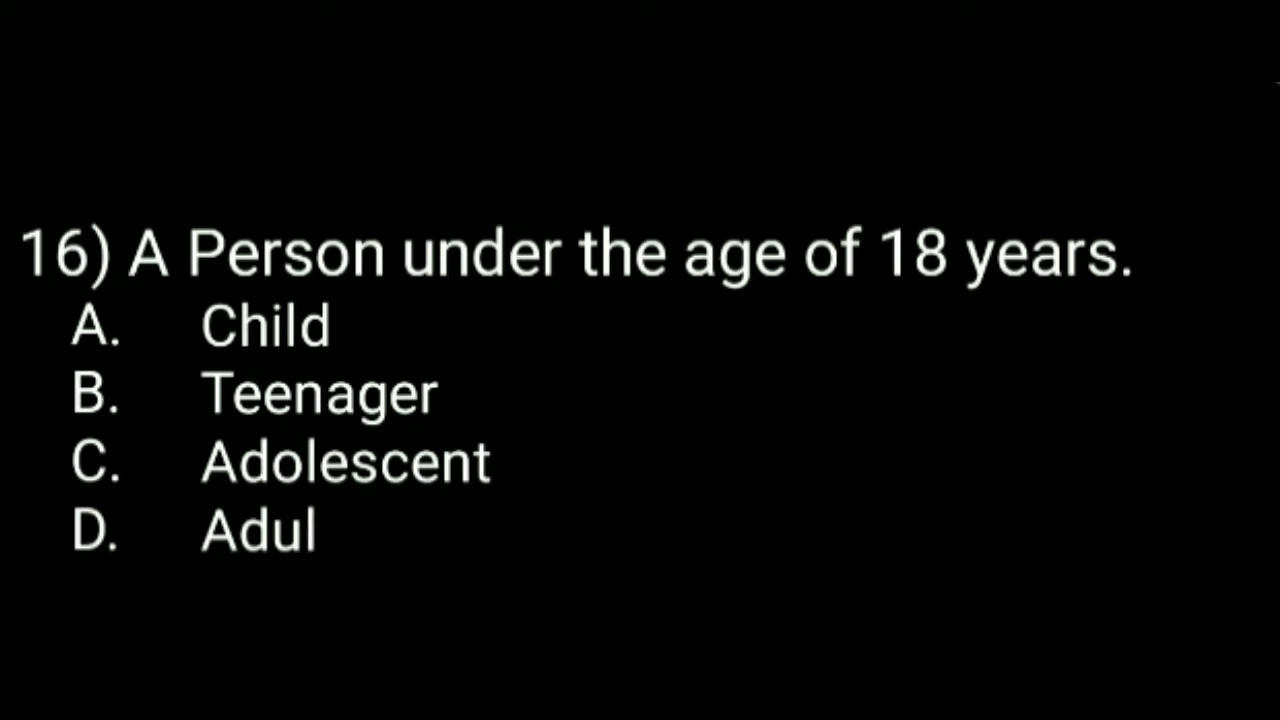 16) A Person under the age of 18 years.
A. Child
B. Teenager
C. Adolescent
D. Adul